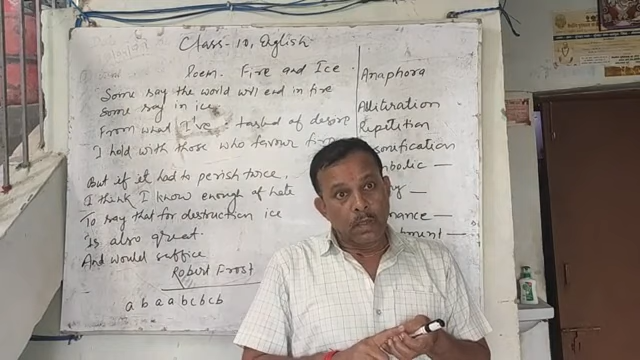 Class-10, English
Poem. Fire and Ice.
Some say the world will end in fire
Some say in ice.
From what I've tasted of desire
I hold with those who favour fire
But if it had to perish twice,
I think I know enough of hate
To say that for destruction ice
Is also great.
And would suffice
Robert Frost
a b a a b c b c b
Anaphora
Alliteration
Repetition